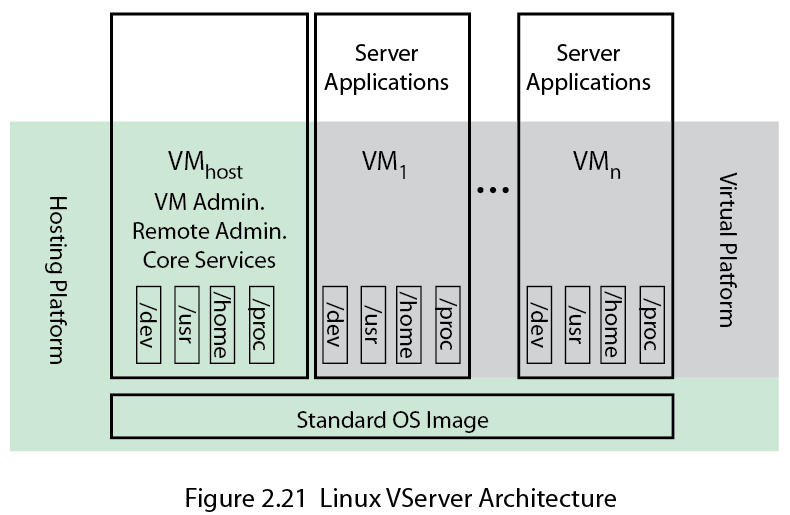 Server
Applications
Server
Applications
Hosting Platform
VMhost
VM Admin.
Remote Admin.
Core Services
/dev
/usr
/home
/proc
VM1
/dev
/usr
/home
/proc
...
VMn
/dev
/usr
/home
/proc
Virtual Platform
Standard OS Image
Figure 2.21 Linux VServer Architecture